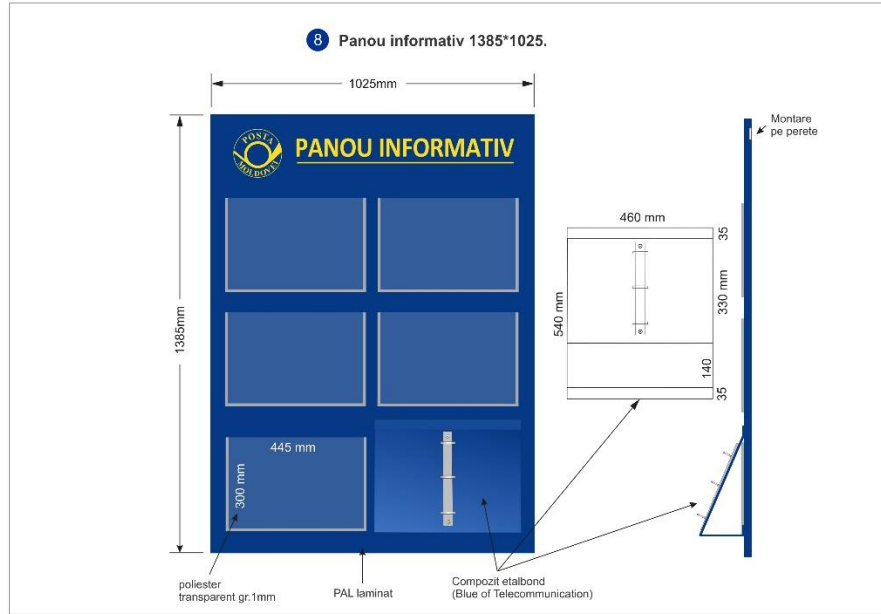 8 Panou informativ 1385*1025.
1025mm
Montare
pe perete
POSTA
MOLDOVEI
PANOU INFORMATIV
460 mm
35
330 mm
540 mm
1385mm
140
35
445 mm
300 mm
poliester
transparent gr.1mm
PAL laminat
Compozit etalbond
(Blue of Telecommunication)